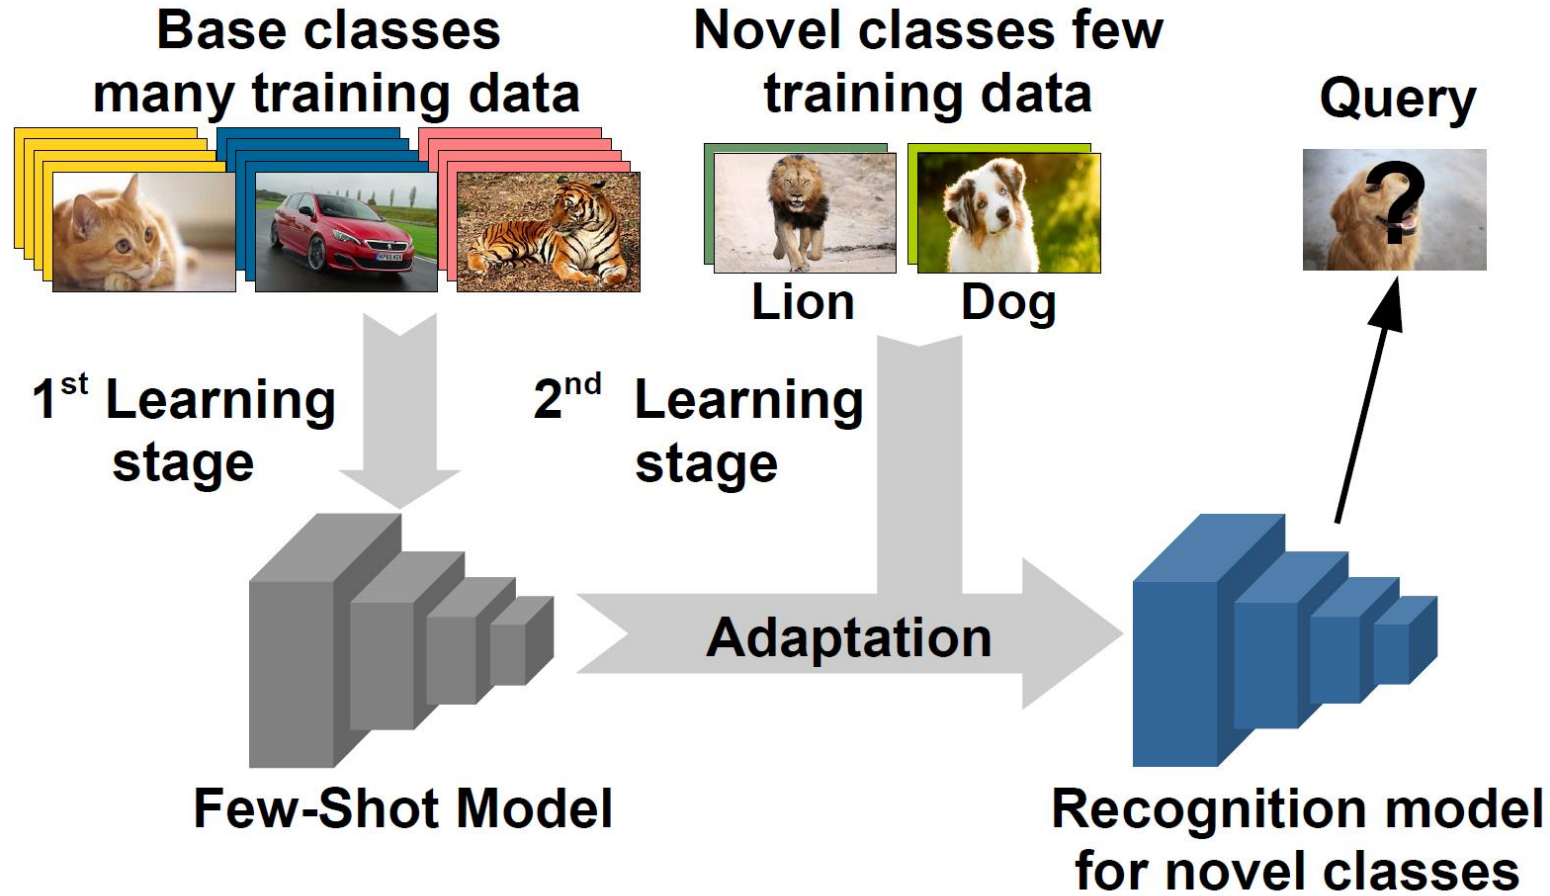 Base classes
many training data
Novel classes few
training data
Query
?
Lion
Dog
1st Learning
stage
2nd Learning
stage
Adaptation
Few-Shot Model
Recognition model
for novel classes